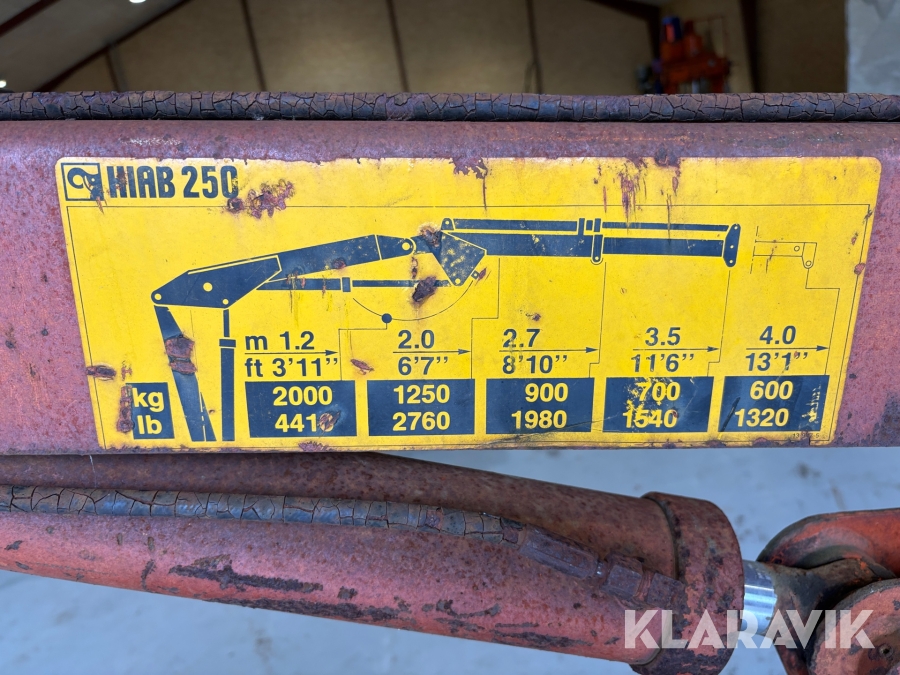 HIAB 250
m 1.2 2.0 2.7 3.5 4.0
ft 3'11" 6'7" 8'10" 11'6" 13'1"
kg 2000 1250 900 700 600
lb 4410 2760 1980 1540 1320
KLARAVIK